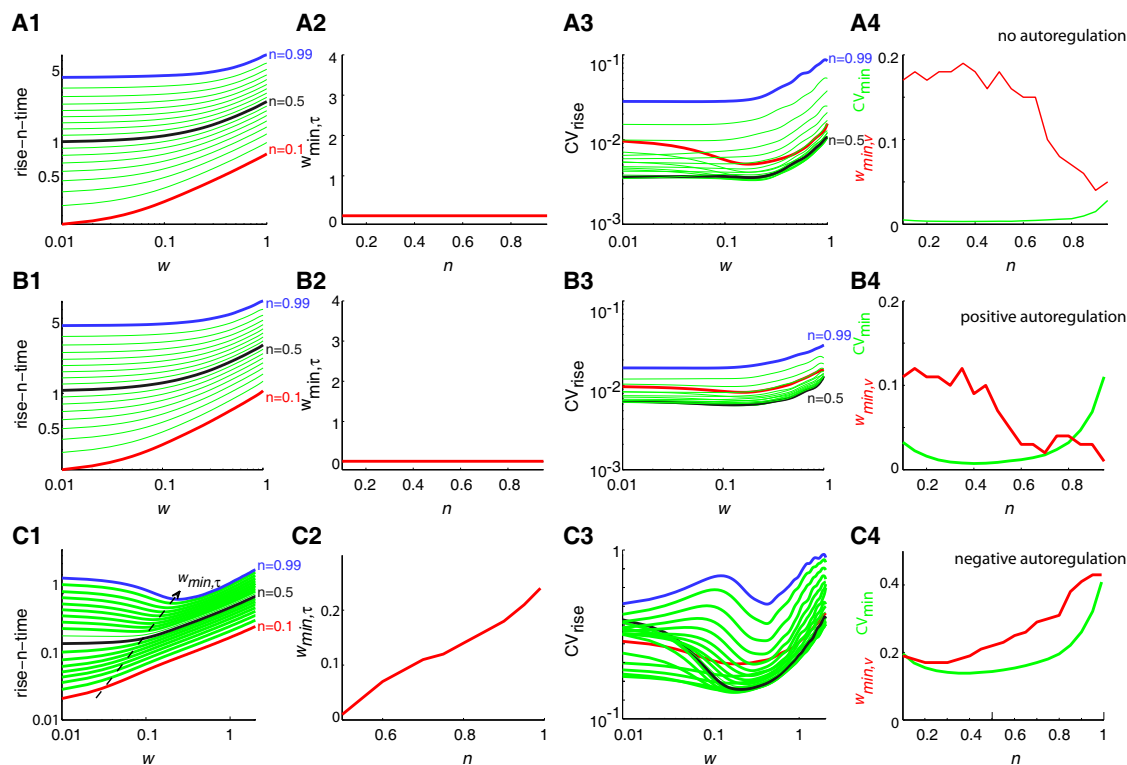 A1
rise-n-time
5
1
0.5
0.01
0.1
1
w
n=0.99
n=0.5
n=0.1
A2
w_min,τ
4
3
2
1
0
0.2
0.4
0.6
0.8
n
A3
CV_rise
10^-1
10^-2
10^-3
0.01
0.1
1
w
n=0.99
n=0.5
A4
no autoregulation
w_min,v
CV_min
0.2
0.1
0
0.2
0.4
0.6
0.8
n
B1
rise-n-time
5
1
0.5
0.01
0.1
1
w
n=0.99
n=0.5
n=0.1
B2
w_min,τ
4
3
2
1
0
0.2
0.4
0.6
0.8
n
B3
CV_rise
10^-1
10^-2
10^-3
0.01
0.1
1
w
n=0.99
n=0.5
B4
positive autoregulation
w_min,v
CV_min
0.2
0.1
0
0.2
0.4
0.6
0.8
n
C1
rise-n-time
1
0.1
0.01
0.01
0.1
1
w
w_min,τ
n=0.99
n=0.5
n=0.1
C2
w_min,τ
0.2
0
0.6
0.8
1
n
C3
CV_rise
1
10^-1
0.01
0.1
1
w
C4
negative autoregulation
w_min,v
CV_min
0.4
0.2
0
0.2
0.5
1
n